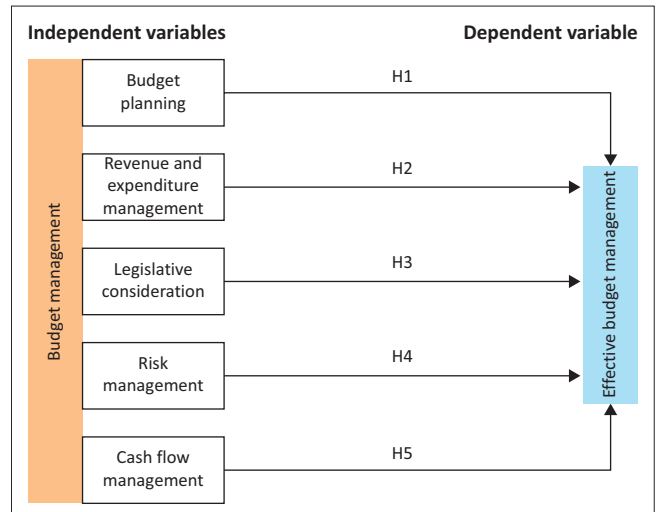 Independent variables
Dependent variable
Budget management
Budget
planning
H1
Revenue and
expenditure
management
H2
Legislative
consideration
H3
Risk
management
H4
Cash flow
management
H5
Effective budget management